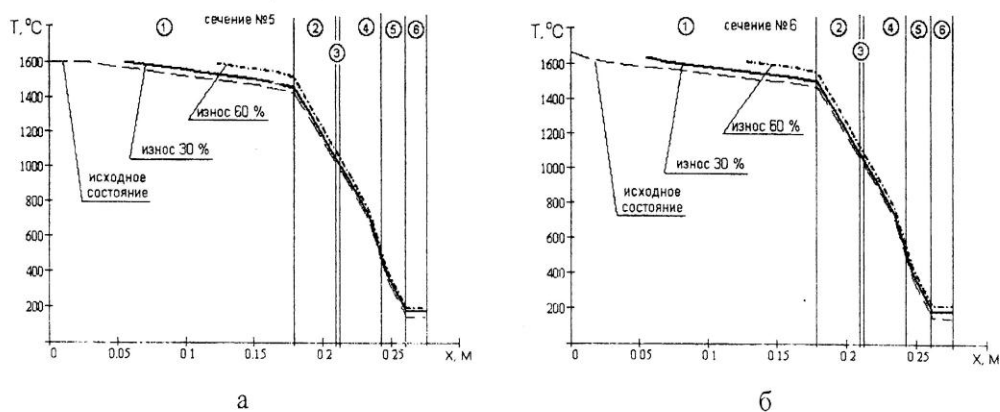 T, °C
сечение №5
1
2
3
4
5
6
1600
1400
1200
1000
800
600
400
200
0
0.05
0.1
0.15
0.2
0.25
X, м
износ 60 %
износ 30 %
исходное
состояние
а
T, °C
сечение №6
1
2
3
4
5
6
1600
1400
1200
1000
800
600
400
200
0
0.05
0.1
0.15
0.2
0.25
X, м
износ 60 %
износ 30 %
исходное
состояние
б